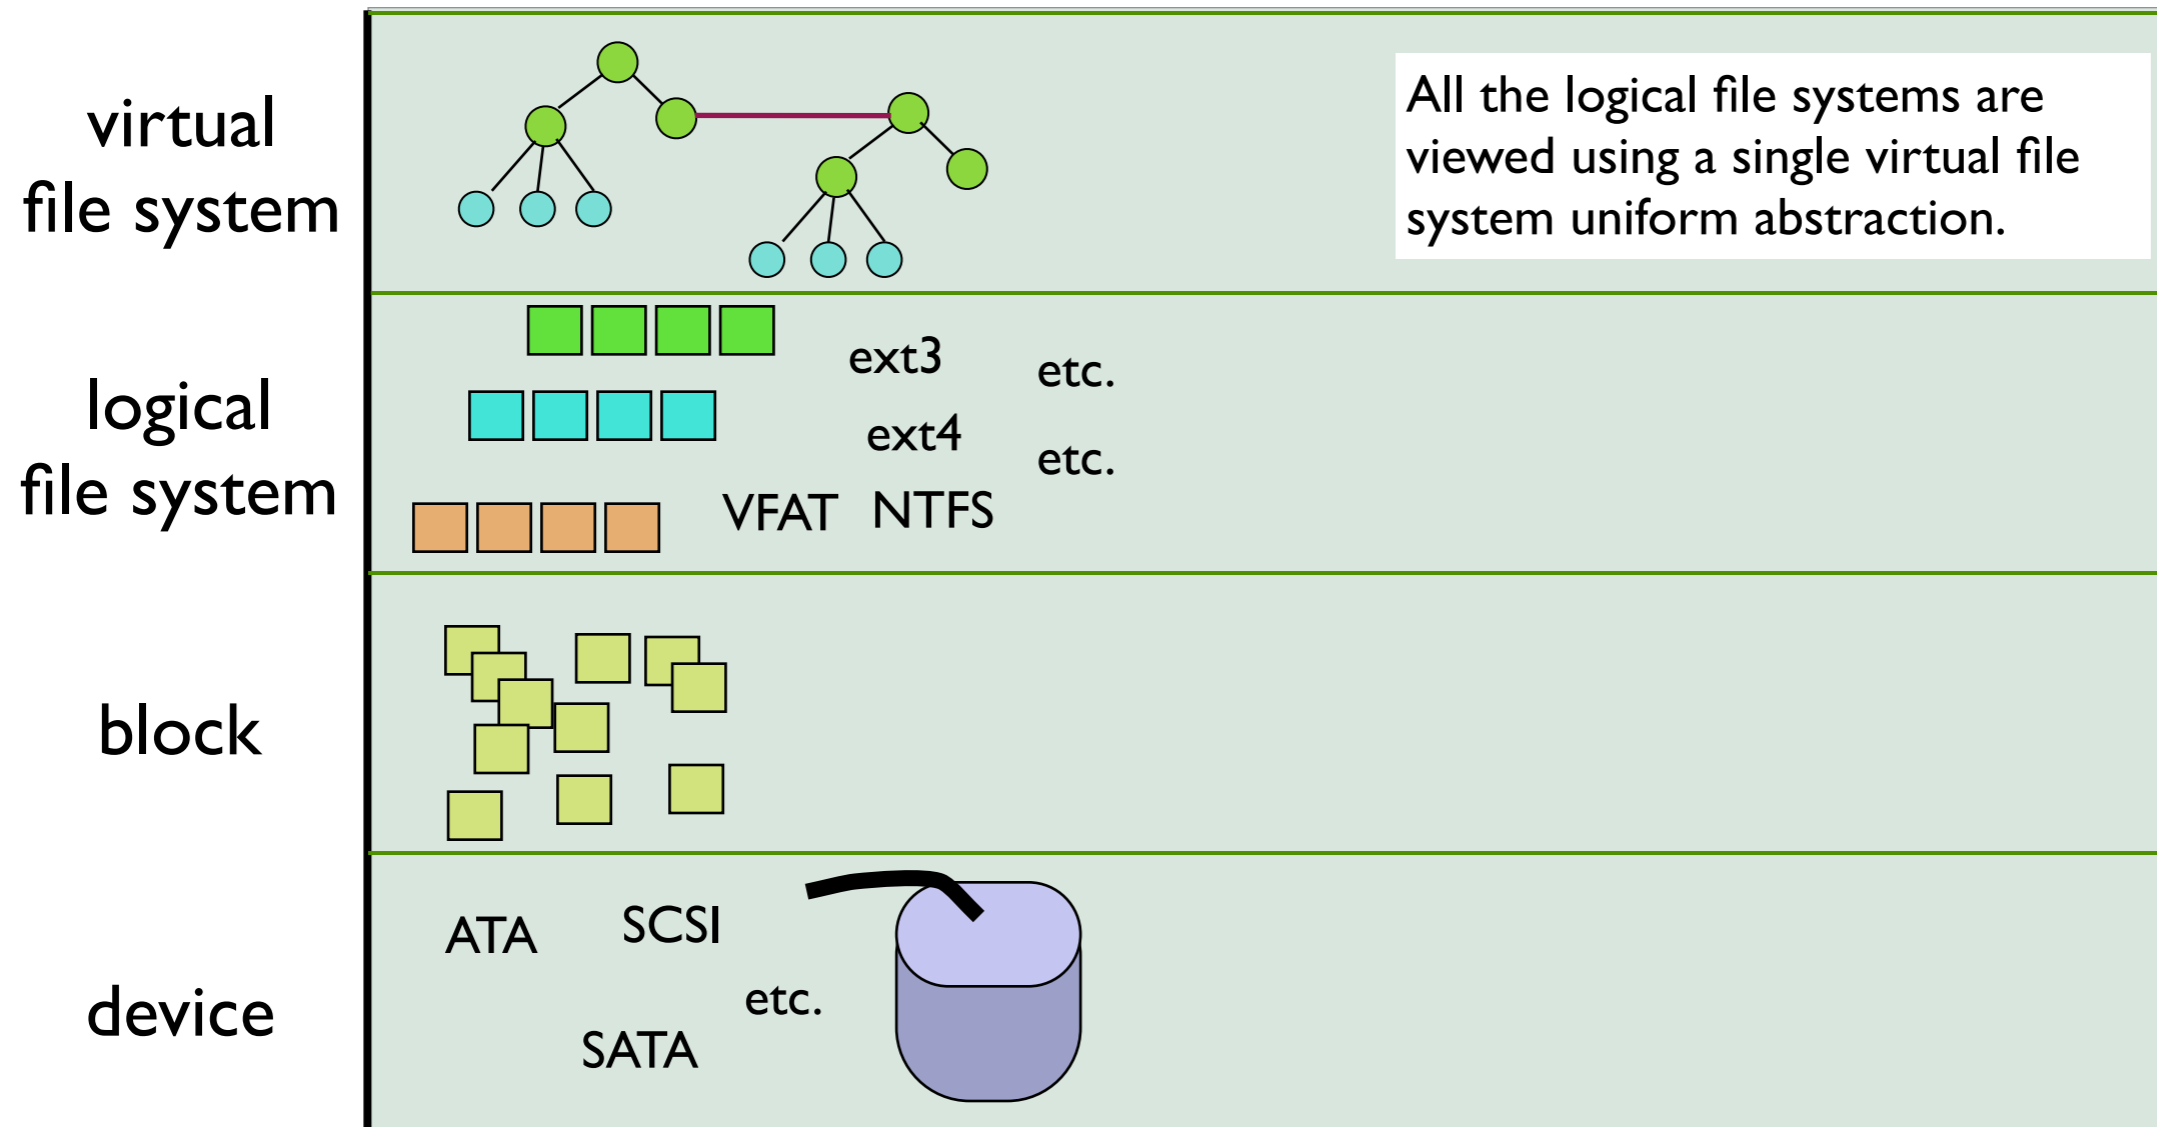 virtual
file system
All the logical file systems are
viewed using a single virtual file
system uniform abstraction.
logical
file system
ext3
etc.
ext4
etc.
VFAT
NTFS
block
device
ATA
SCSI
etc.
SATA